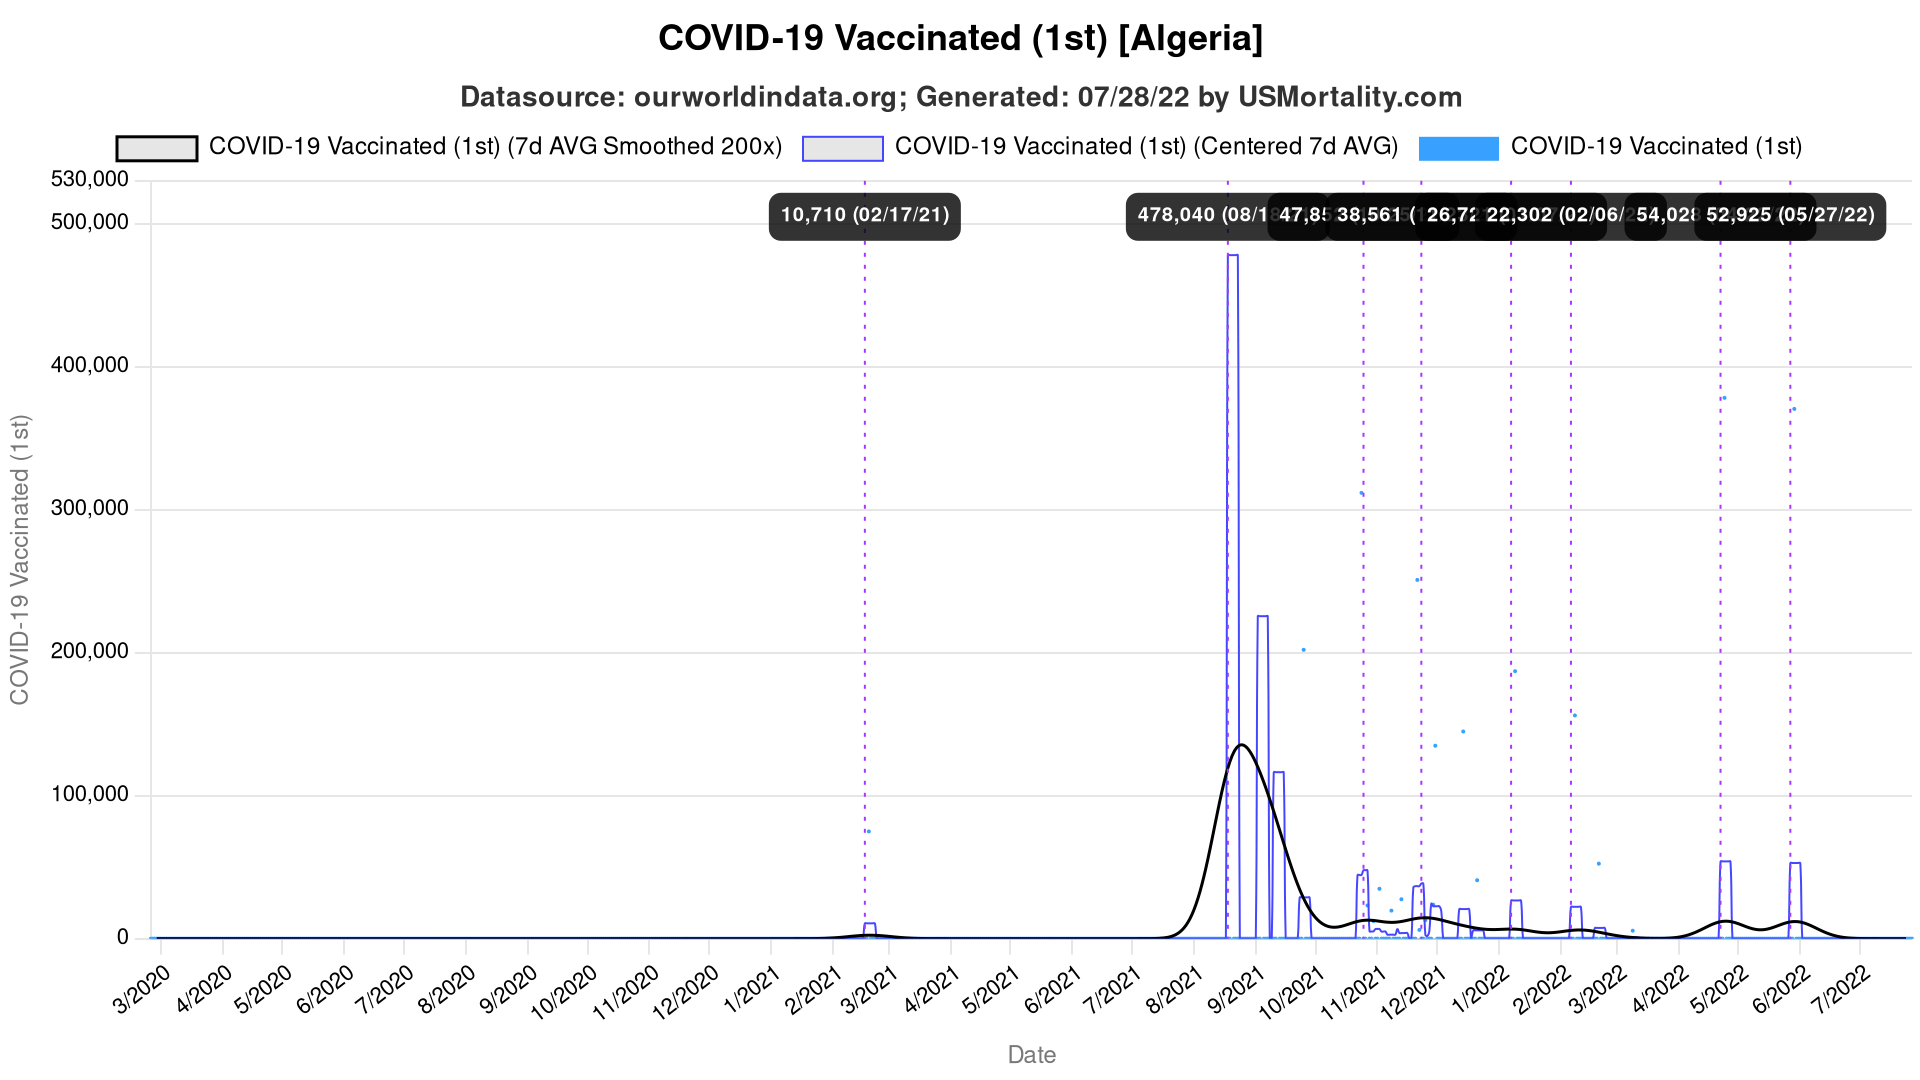 COVID-19 Vaccinated (1st) [Algeria]
Datasource: ourworldindata.org; Generated: 07/28/22 by USMortality.com
COVID-19 Vaccinated (1st) (7d AVG Smoothed 200x) COVID-19 Vaccinated (1st) (Centered 7d AVG) COVID-19 Vaccinated (1st)
10,710 (02/17/21) 478,040 (08/1 47,85 38,561 ( 26,72 22,302 (02/06/2 54,028 52,925 (05/27/22)
530,000
500,000
400,000
300,000
200,000
100,000
0
COVID-19 Vaccinated (1st)
3/2020 4/2020 5/2020 6/2020 7/2020 8/2020 9/2020 10/2020 11/2020 12/2020 1/2021 2/2021 3/2021 4/2021 5/2021 6/2021 7/2021 8/2021 9/2021 10/2021 11/2021 12/2021 1/2022 2/2022 3/2022 4/2022 5/2022 6/2022 7/2022
Date